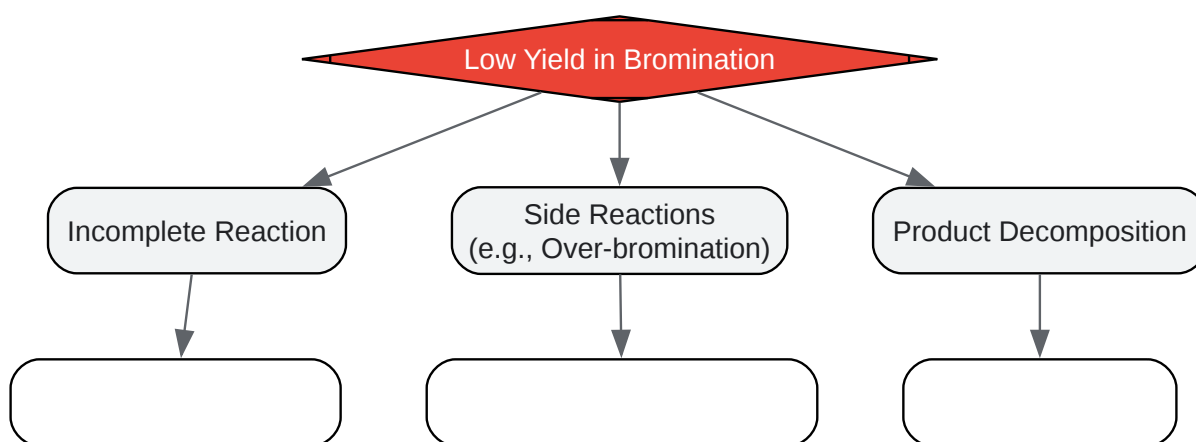 Low Yield in Bromination
Incomplete Reaction
Side Reactions
(e.g., Over-bromination)
Product Decomposition